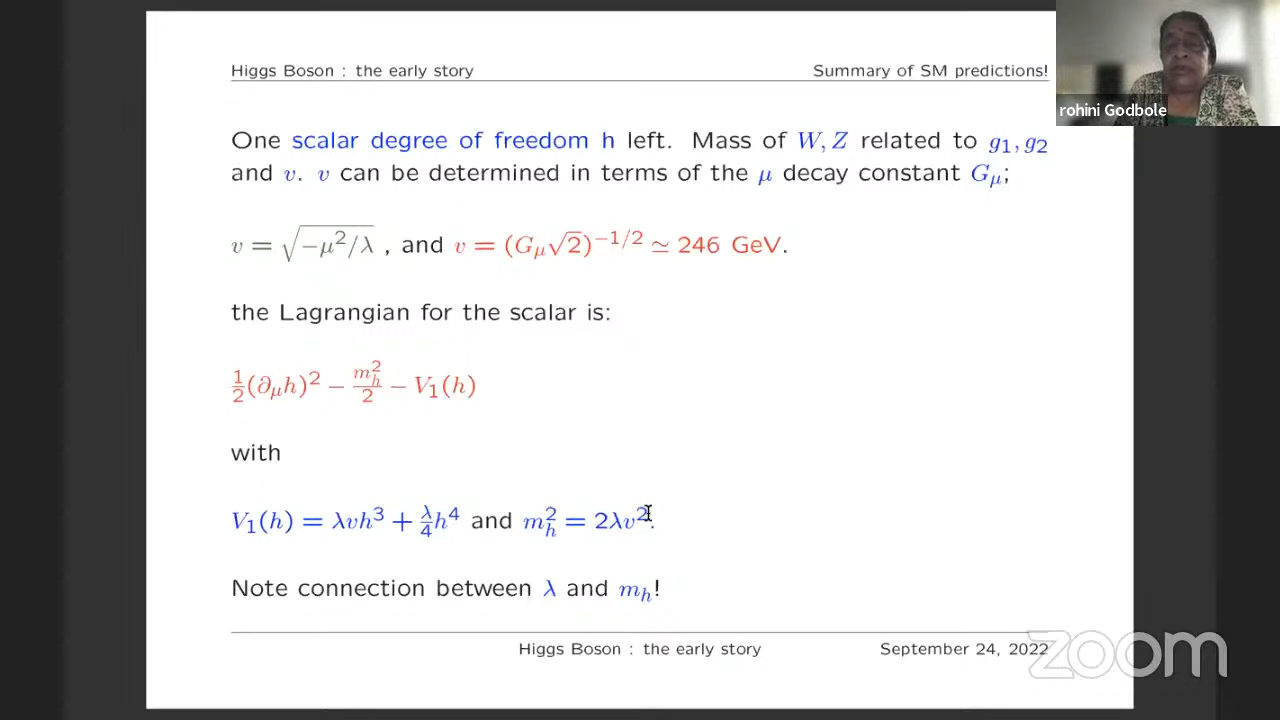 Higgs Boson : the early story Summary of SM predictions!
rohini Godbole
One scalar degree of freedom h left. Mass of W, Z related to g₁, g₂
and v. v can be determined in terms of the μ decay constant G_μ;
v = √(−μ²/λ) , and v = (G_μ√2)^(−1/2) ≃ 246 GeV.
the Lagrangian for the scalar is:
½(∂_μh)² − m_h²/2 − V₁(h)
with
V₁(h) = λvh³ + λ/4 h⁴ and m_h² = 2λv².
Note connection between λ and m_h!
Higgs Boson : the early story September 24, 2022
zoom